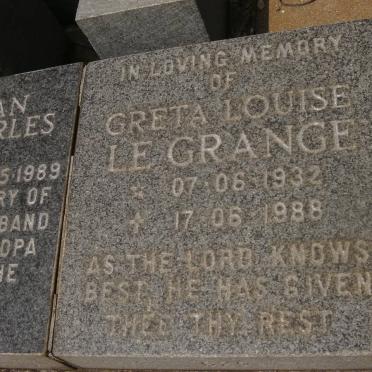 AN
RLES
5·1989
RY OF
BAND
DPA
HE
IN LOVING MEMORY
OF
GRETA LOUISE
LE GRANGE
07·06·1932
17·06·1988
AS THE LORD KNOWS
BEST, HE HAS GIVEN
THEE THY REST